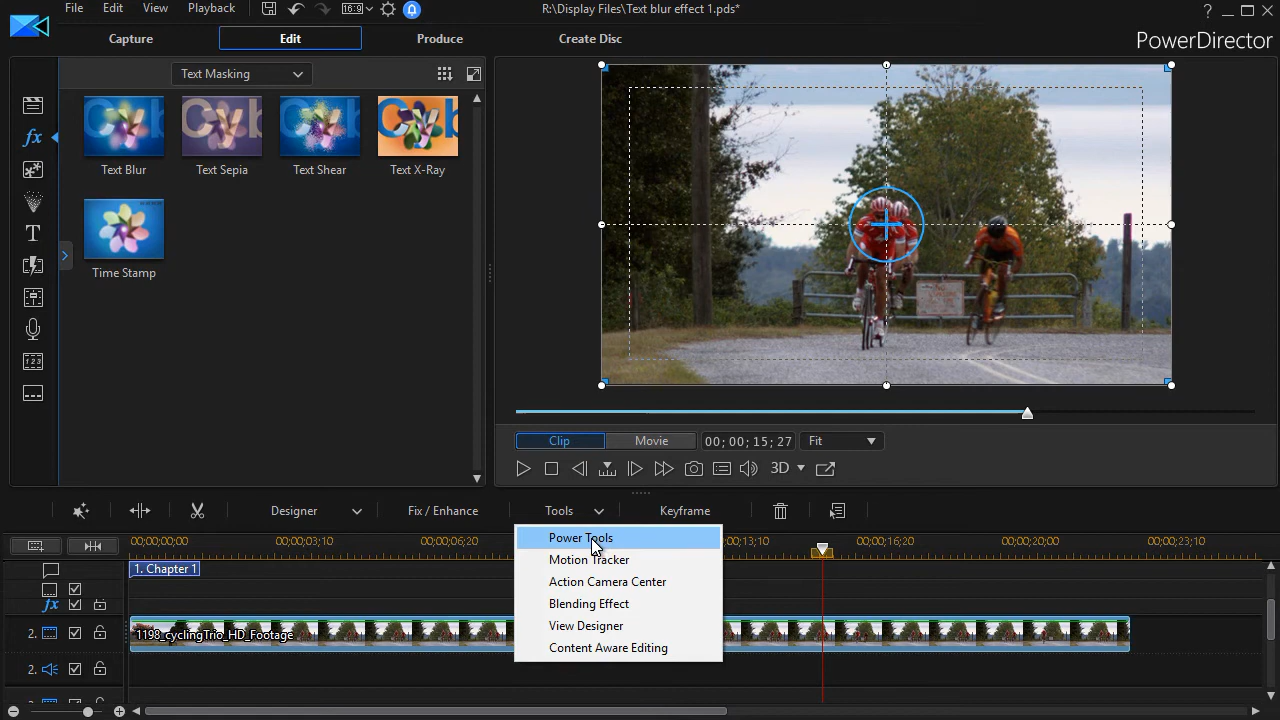 File Edit View Playback 16:9 R:\Display Files\Text blur effect 1.pds* ?
Capture Edit Produce Create Disc PowerDirector
Text Masking
Text Blur Text Sepia Text Shear Text X-Ray
Time Stamp
Clip Movie 00; 00; 15; 27 Fit
3D
Designer Fix / Enhance Tools Keyframe
00;00;00;00 00;00;03;10 00;00;06;20 13;10 00;00;16;20 00;00;20;00 00;00;23;10
Power Tools
Motion Tracker
Action Camera Center
Blending Effect
View Designer
Content Aware Editing
1. Chapter 1
fx
2. 1198_cyclingTrio_HD_Footage
2.